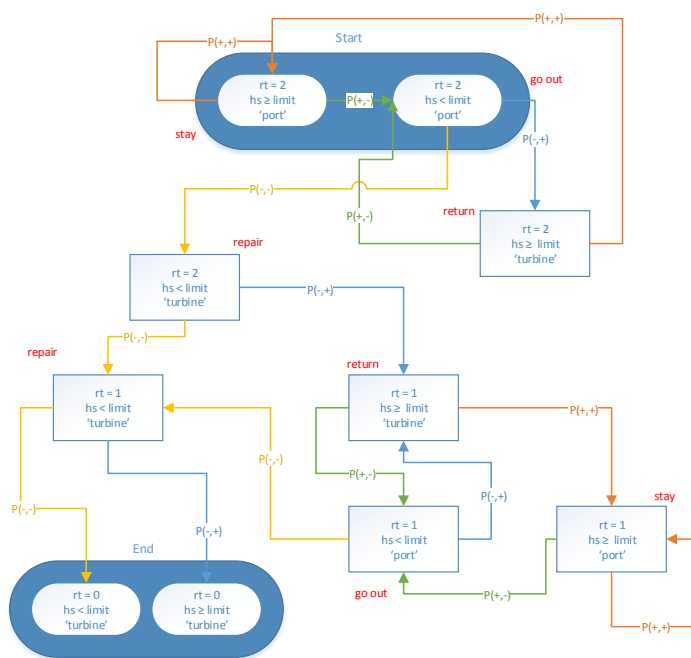 P(+,+)
P(+,+)
Start
rt = 2
hs ≥ limit
'port'
P(+,-)
rt = 2
hs < limit
'port'
go out
stay
P(-,+)
P(-,-)
P(+,-)
return
rt = 2
hs ≥ limit
'turbine'
repair
rt = 2
hs < limit
'turbine'
P(-,+)
P(-,-)
repair
return
rt = 1
hs < limit
'turbine'
rt = 1
hs ≥ limit
'turbine'
P(+,+)
P(-,-)
P(+,-)
P(-,+)
stay
P(-,-)
P(-,+)
rt = 1
hs < limit
'port'
rt = 1
hs ≥ limit
'port'
End
go out
P(+,-)
rt = 0
hs < limit
'turbine'
rt = 0
hs ≥ limit
'turbine'
P(+,+)